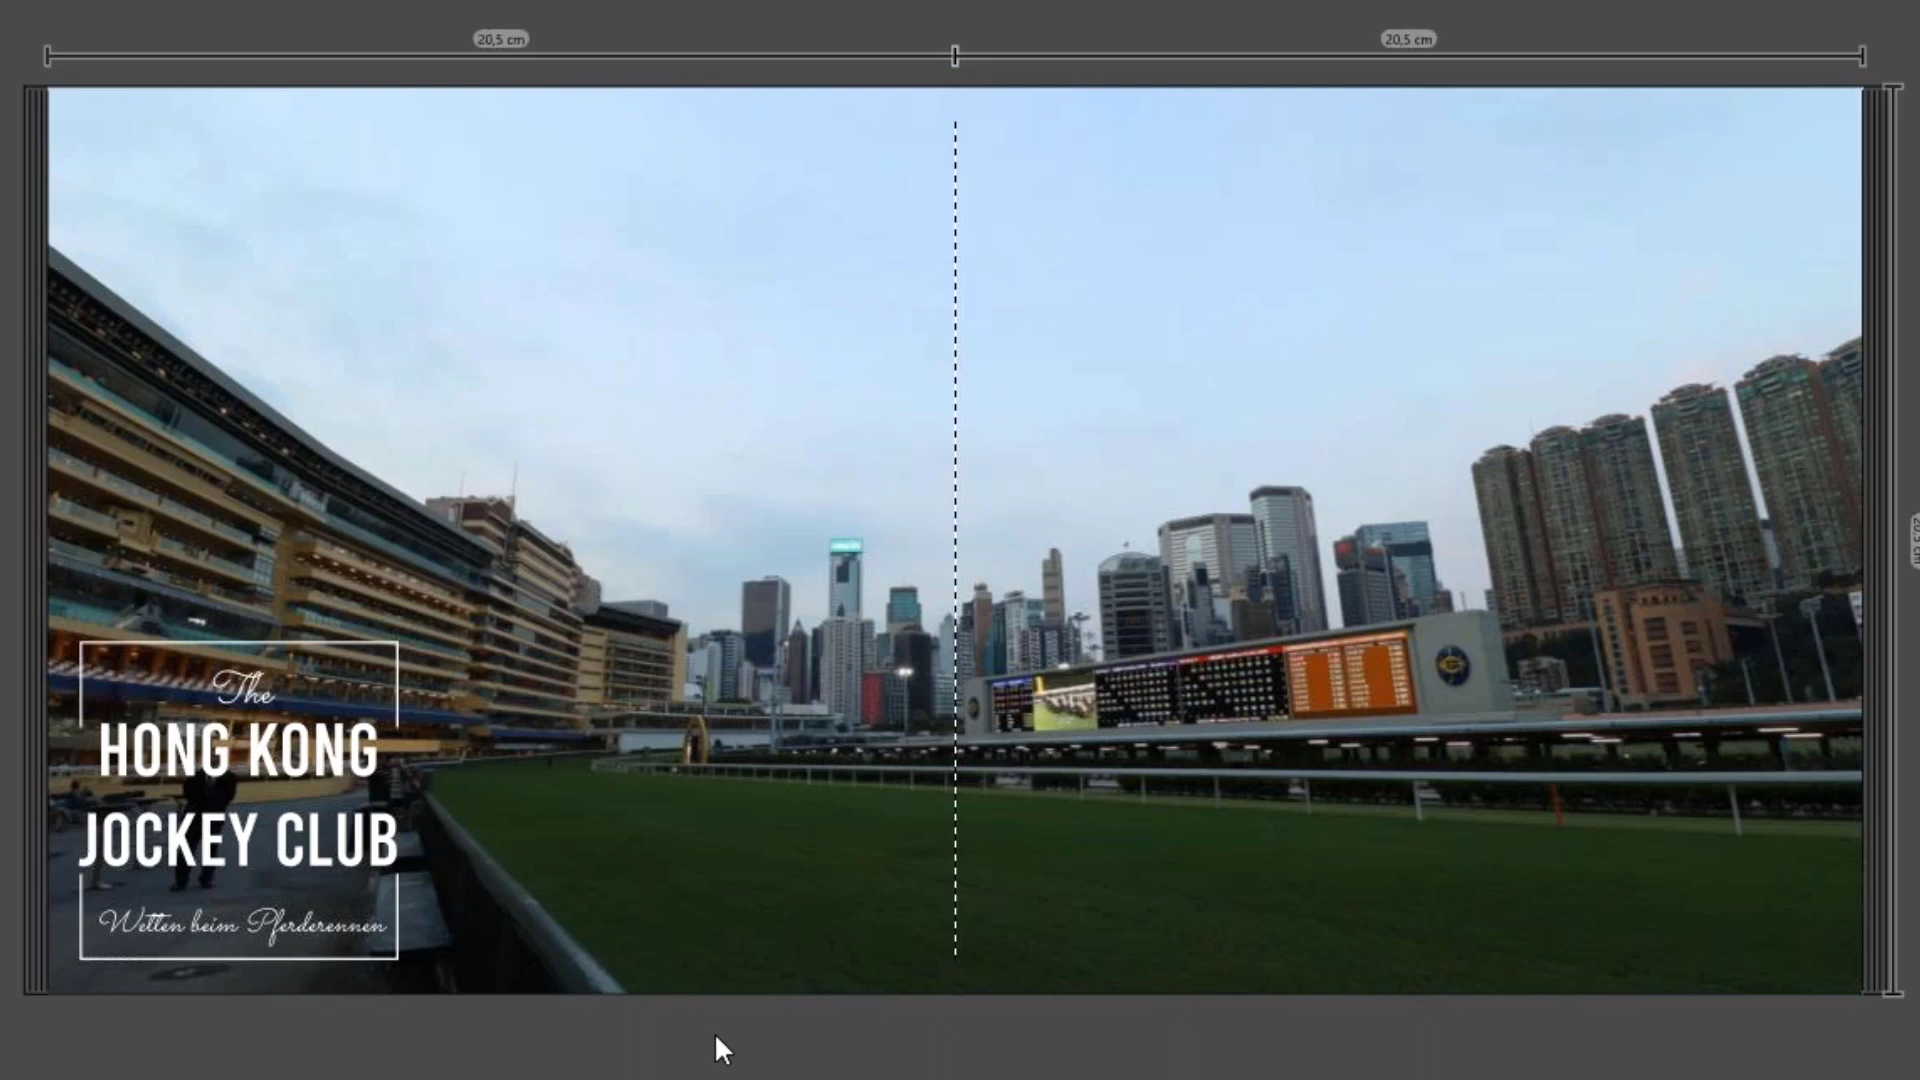 20,5 cm
20,5 cm
The
HONG KONG
JOCKEY CLUB
Wetten beim Pferderennen